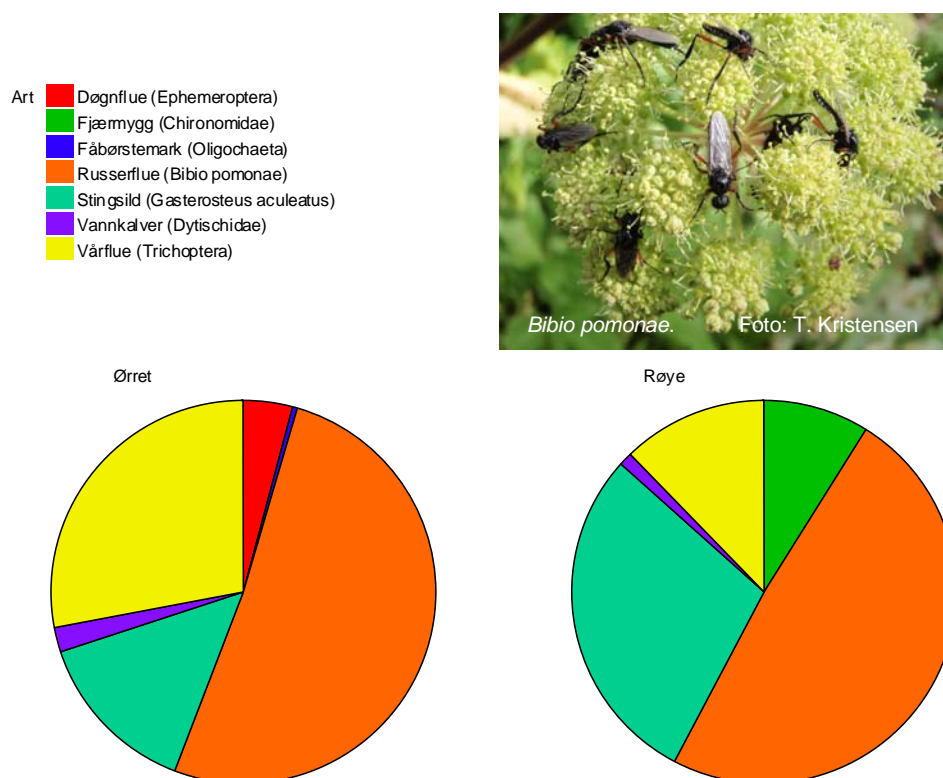 Art
Døgnflue (Ephemeroptera)
Fjærmygg (Chironomidae)
Fåbørstemark (Oligochaeta)
Russerflue (Bibio pomonae)
Stingsild (Gasterosteus aculeatus)
Vannkalver (Dytischidae)
Vårflue (Trichoptera)
Bibio pomonae.
Foto: T. Kristensen
Ørret
Røye